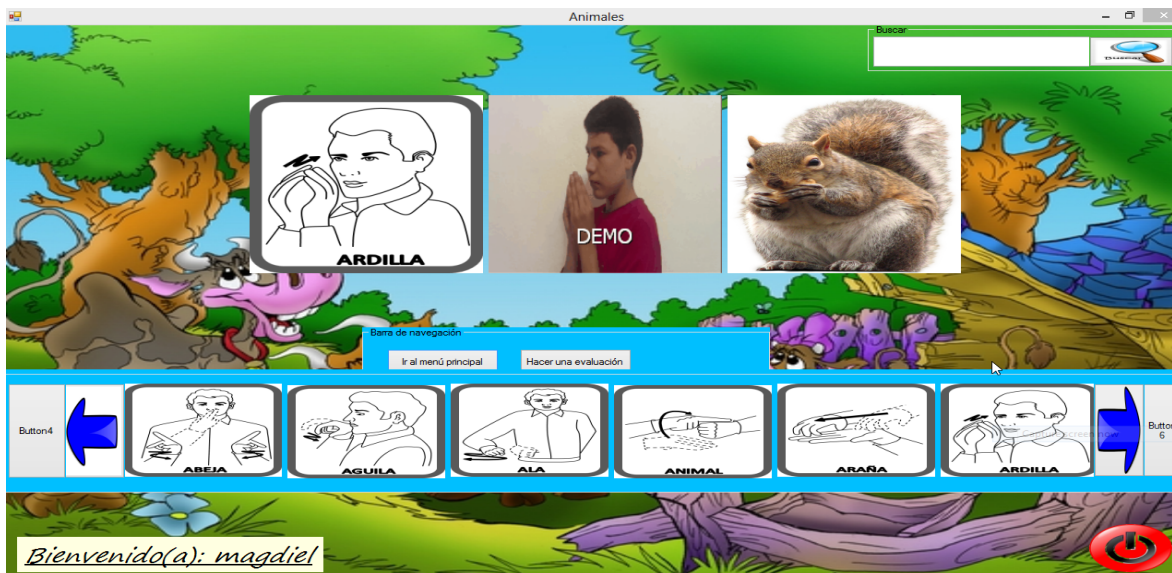 Animales
Buscar
Buscar
ARDILLA
DEMO
Barra de navegación
Ir al menú principal
Hacer una evaluación
Button4
ABEJA
AGUILA
ALA
ANIMAL
ARAÑA
ARDILLA
Button
6
Bienvenido(a): magdiel